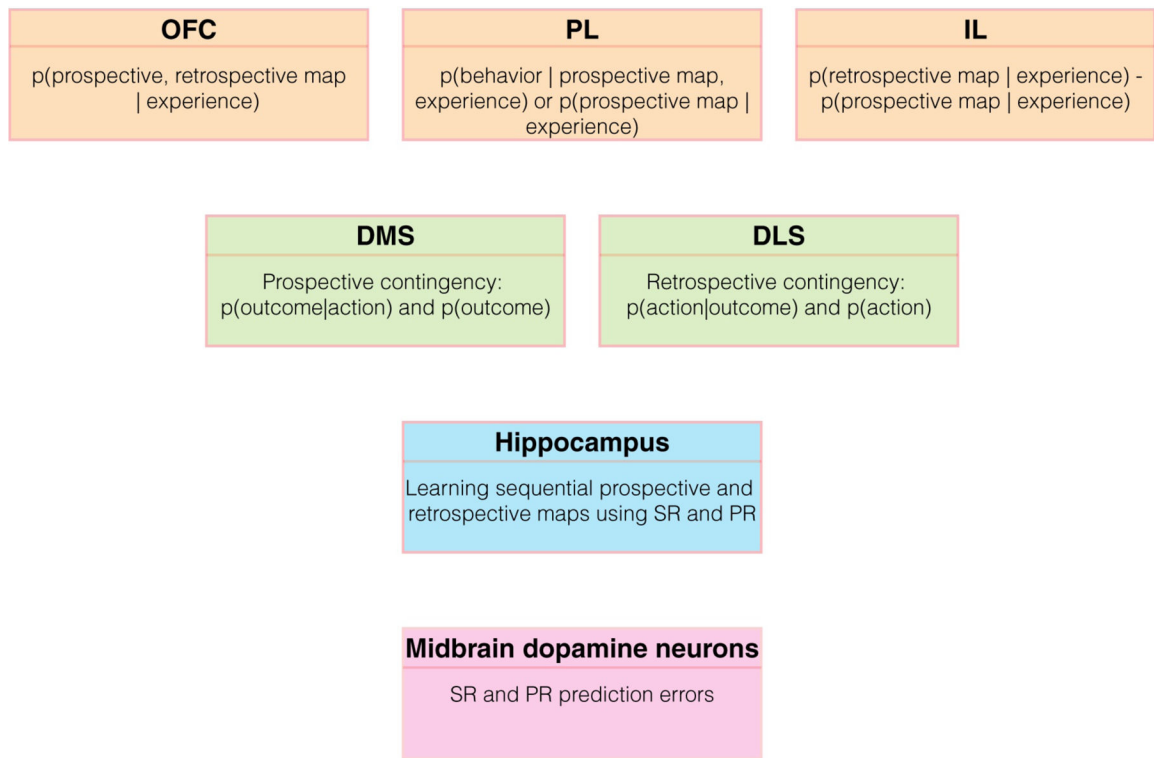 OFC
p(prospective, retrospective map
| experience)
PL
p(behavior | prospective map,
experience) or p(prospective map |
experience)
IL
p(retrospective map | experience) -
p(prospective map | experience)
DMS
Prospective contingency:
p(outcome|action) and p(outcome)
DLS
Retrospective contingency:
p(action|outcome) and p(action)
Hippocampus
Learning sequential prospective and
retrospective maps using SR and PR
Midbrain dopamine neurons
SR and PR prediction errors